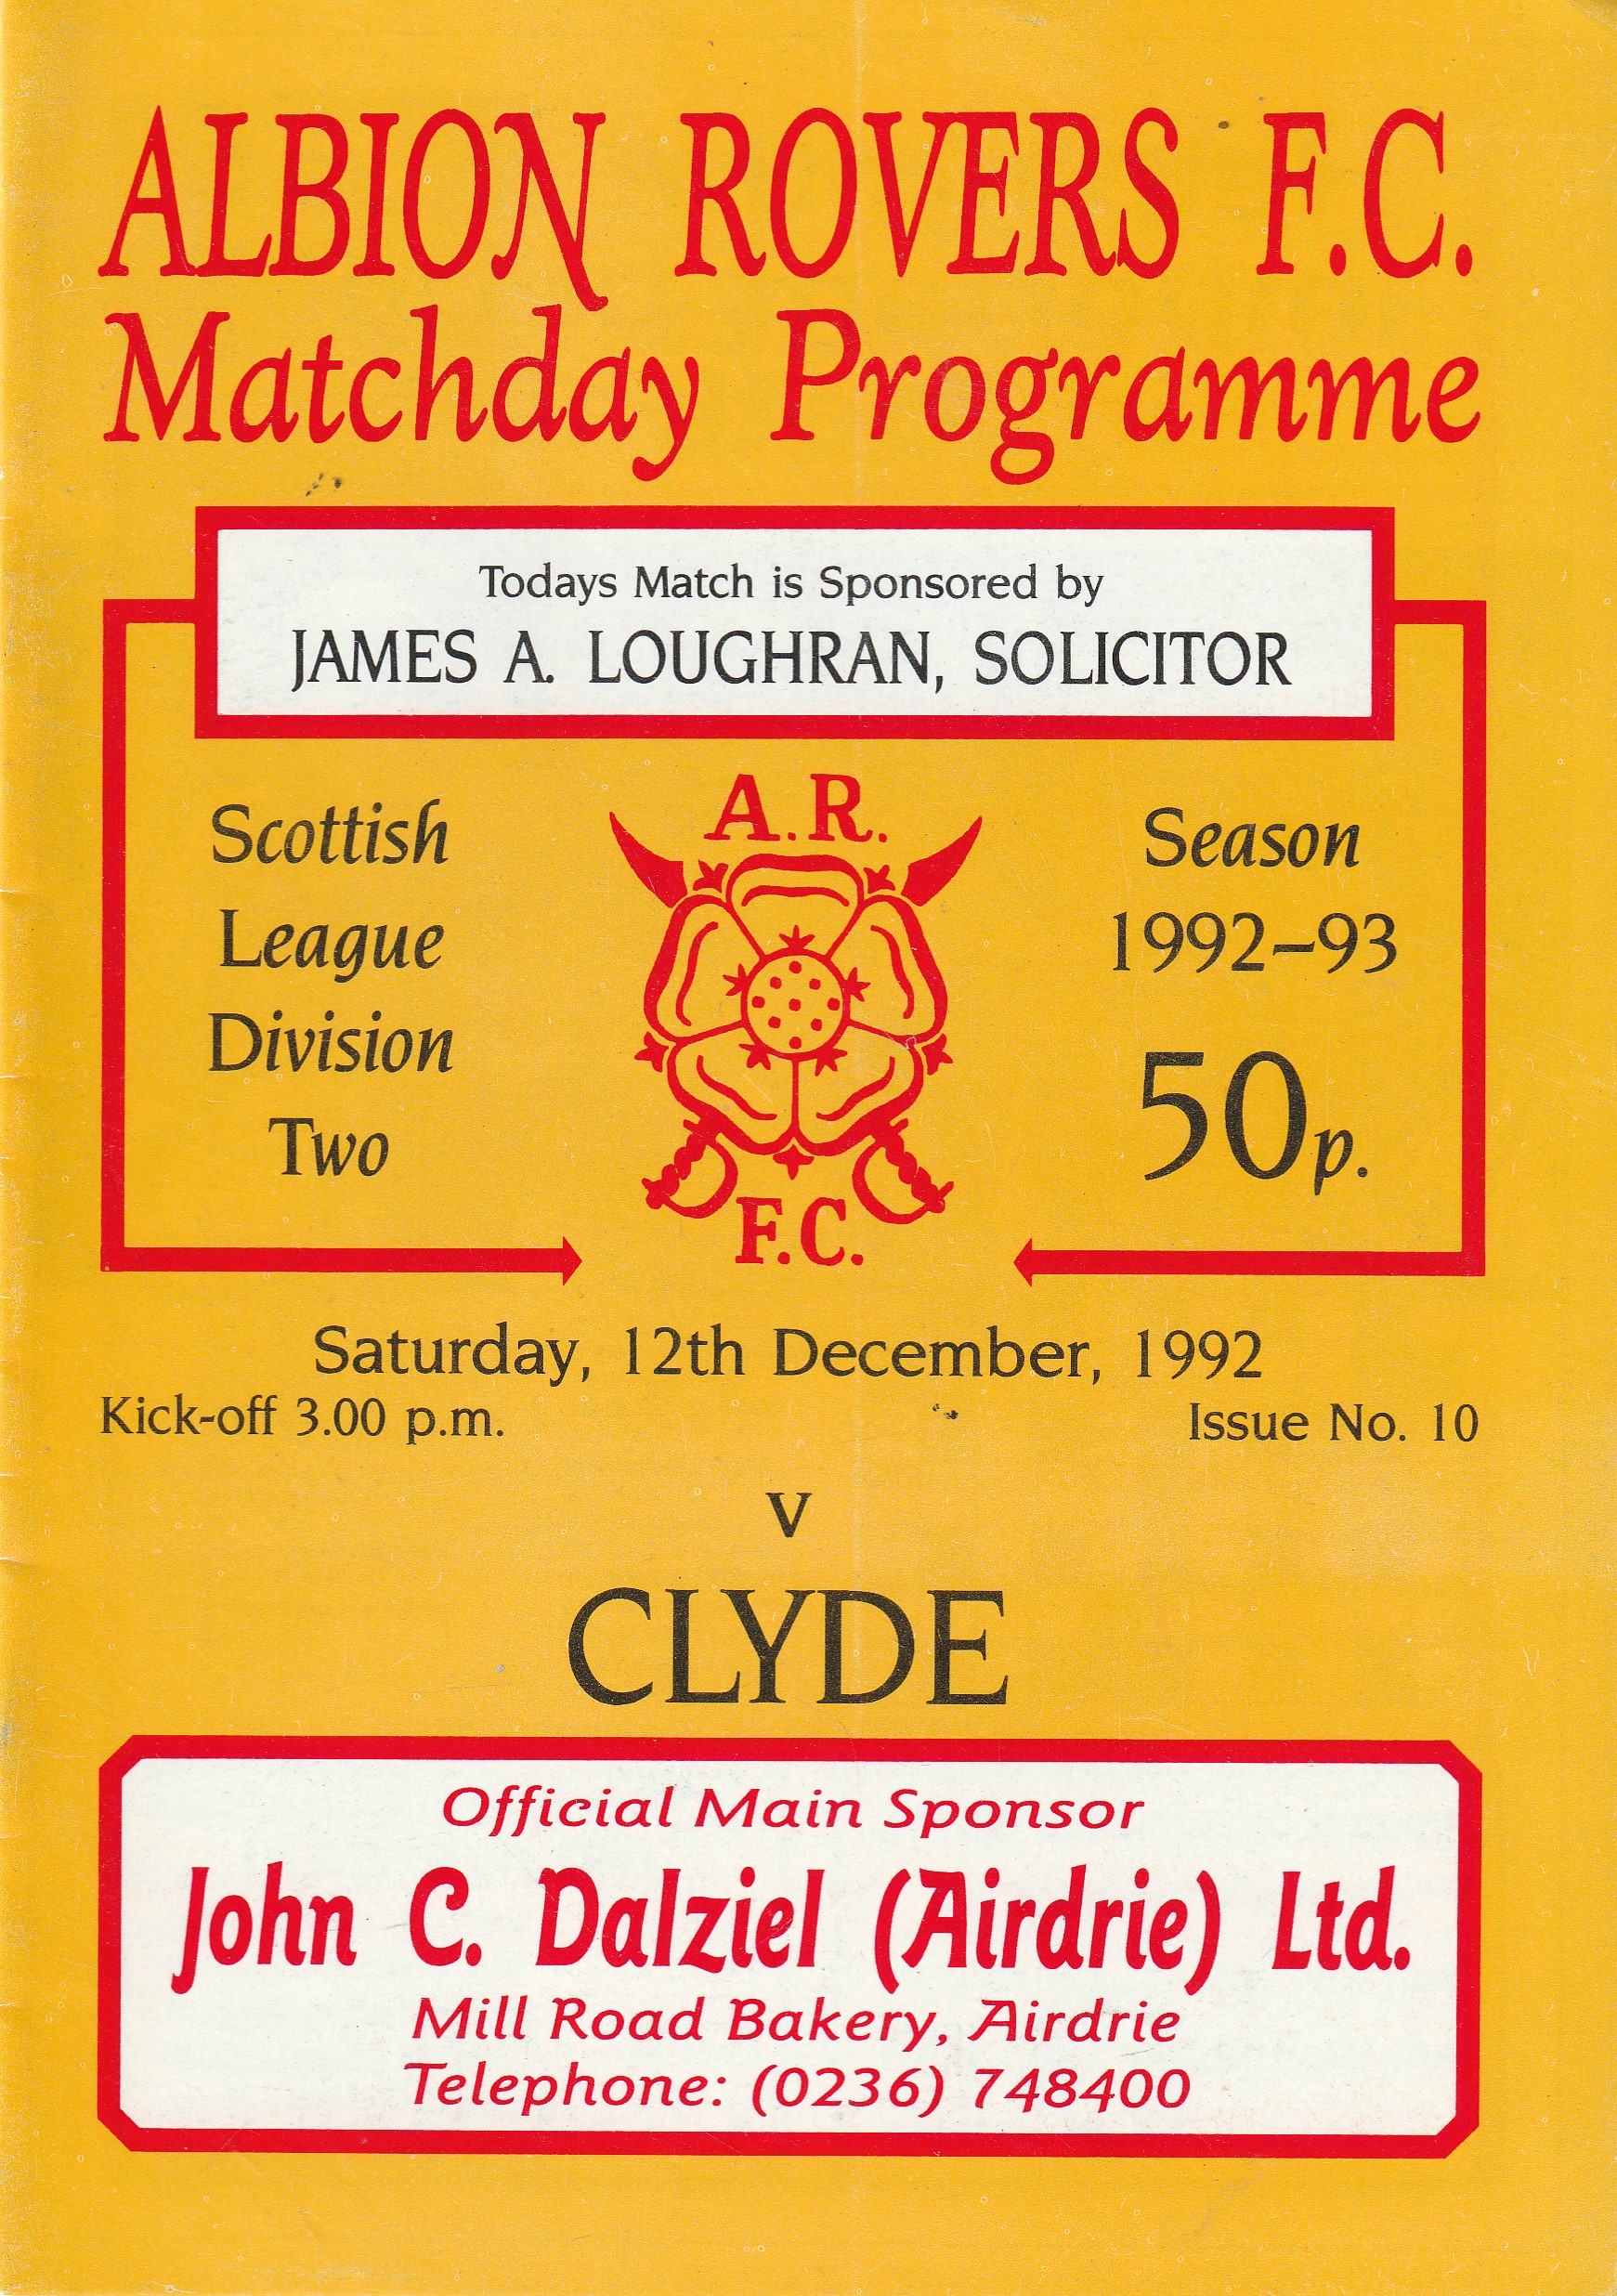 ALBION ROVERS F.C.
Matchday Programme
Todays Match is Sponsored by
JAMES A. LOUGHRAN, SOLICITOR
Scottish
League
Division
Two
A.R.
F.C.
Season
1992–93
50p.
Saturday, 12th December, 1992
Kick-off 3.00 p.m.
Issue No. 10
v
CLYDE
Official Main Sponsor
John C. Dalziel (Airdrie) Ltd.
Mill Road Bakery, Airdrie
Telephone: (0236) 748400